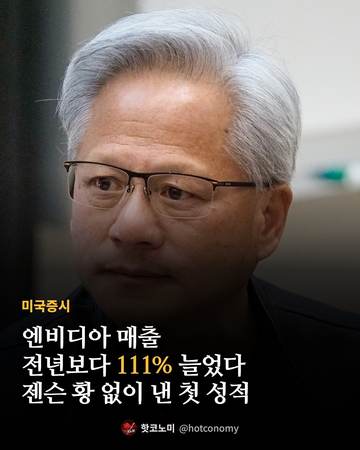 미국증시
엔비디아 매출
전년보다 111% 늘었다
젠슨 황 없이 낸 첫 성적
핫코노미 @hotconomy